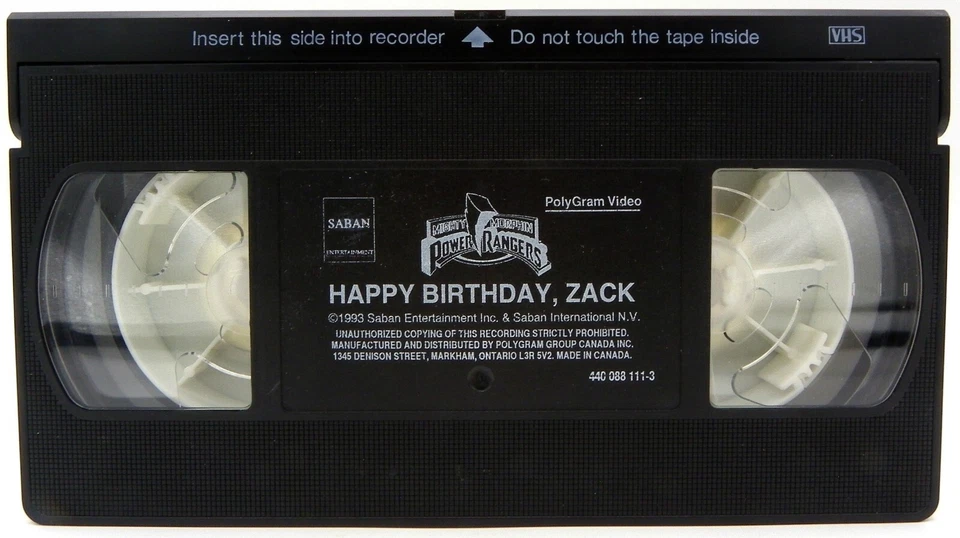 Insert this side into recorder Do not touch the tape inside VHS
SABAN
ENTERTAINMENT
MIGHTY MORPHIN
POWER RANGERS
PolyGram Video
HAPPY BIRTHDAY, ZACK
©1993 Saban Entertainment Inc. & Saban International N.V.
UNAUTHORIZED COPYING OF THIS RECORDING STRICTLY PROHIBITED.
MANUFACTURED AND DISTRIBUTED BY POLYGRAM GROUP CANADA INC.
1345 DENISON STREET, MARKHAM, ONTARIO L3R 5V2. MADE IN CANADA.
440 088 111-3